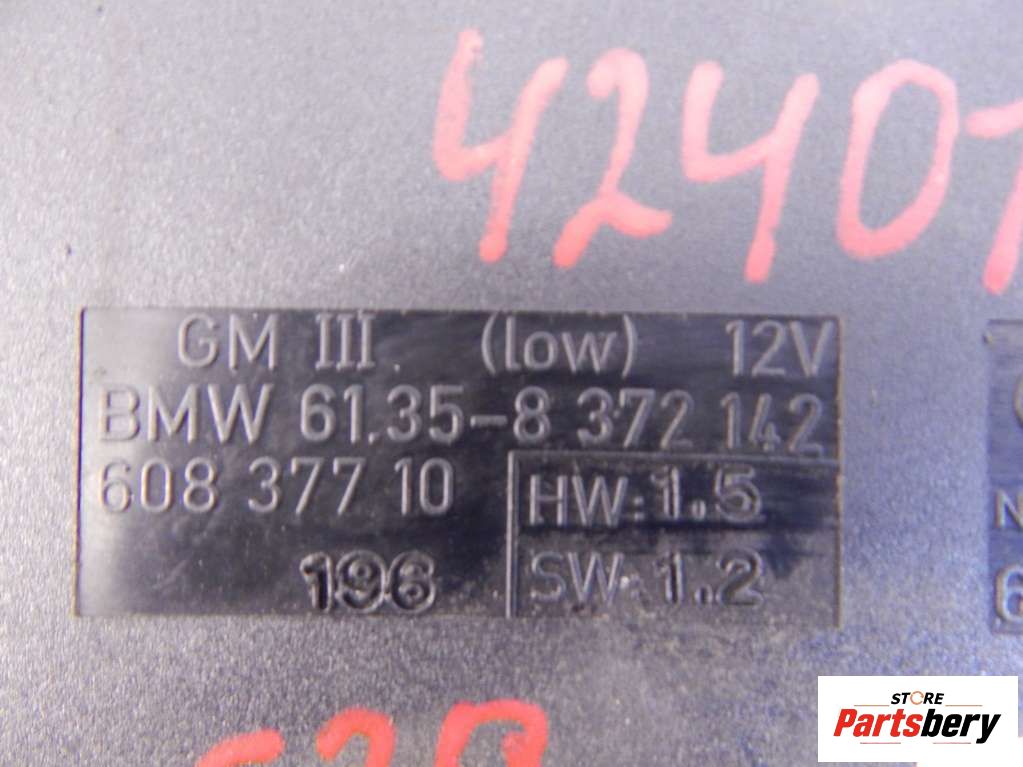 4240
GM III. (low) 12V
BMW 61.35-8 372 142
608 377 10
HW: 1.5
196
SW: 1.2
N
6
STORE
Partsbery